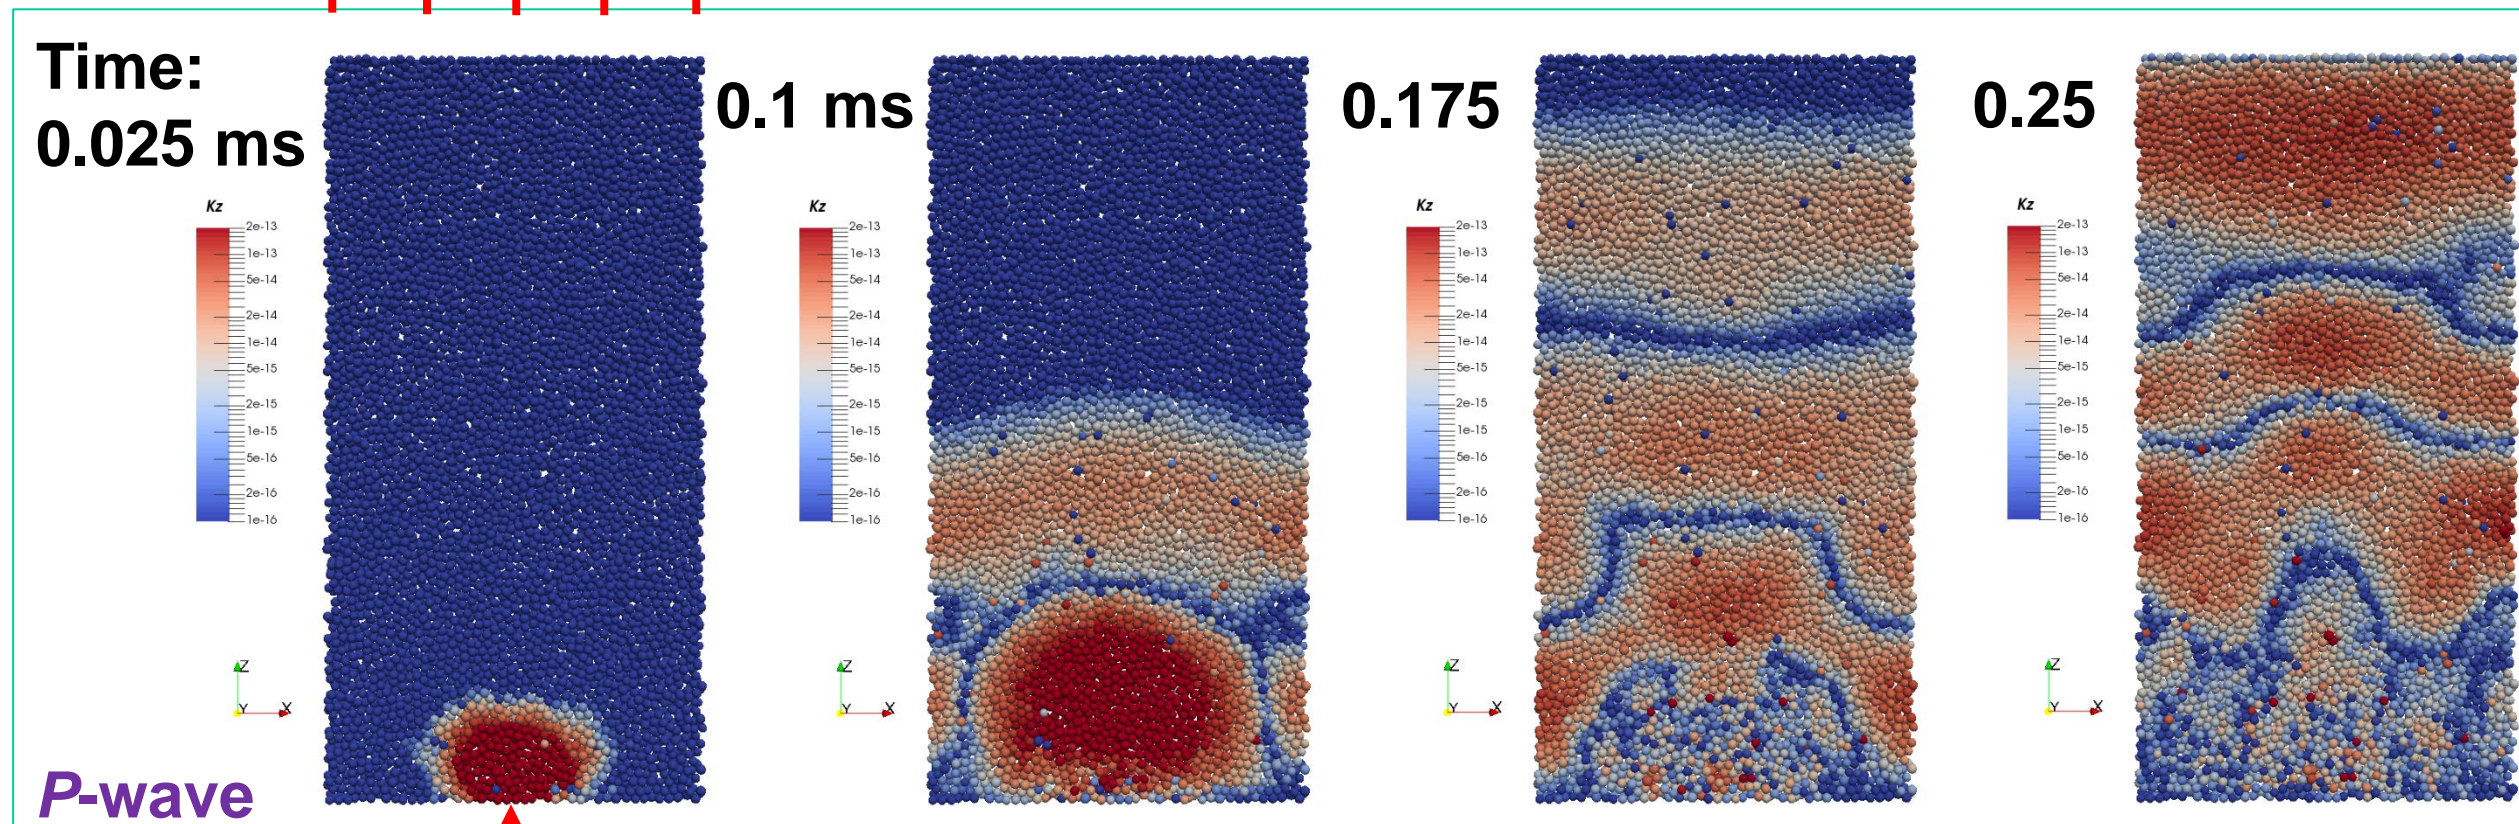 Time:
0.025 ms
0.1 ms
0.175
0.25
Kz
2e-13
1e-13
5e-14
2e-14
1e-14
5e-15
2e-15
1e-15
5e-16
2e-16
1e-16
Z
Y
X
Kz
2e-13
1e-13
5e-14
2e-14
1e-14
5e-15
2e-15
1e-15
5e-16
2e-16
1e-16
Z
Y
X
Kz
2e-13
1e-13
5e-14
2e-14
1e-14
5e-15
2e-15
1e-15
5e-16
2e-16
1e-16
Z
Y
X
Kz
2e-13
1e-13
5e-14
2e-14
1e-14
5e-15
2e-15
1e-15
5e-16
2e-16
1e-16
Z
Y
X
P-wave